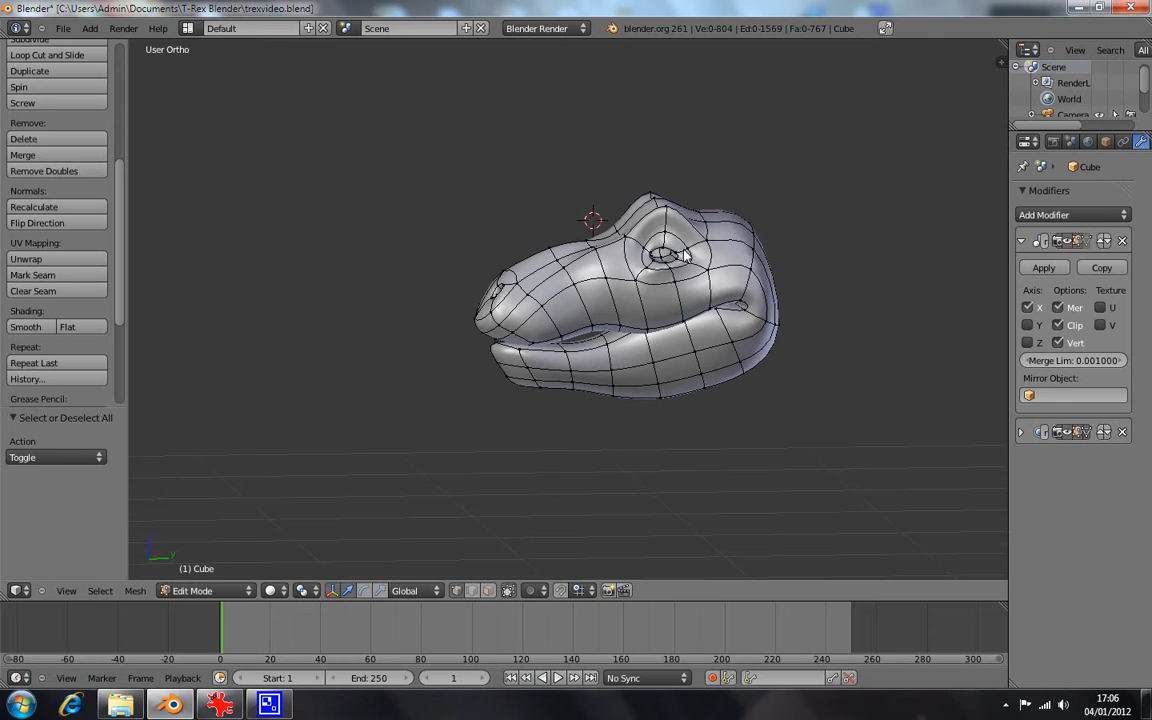 Blender* [C:\Users\Admin\Documents\T-Rex Blender\trexvideo.blend]
File Add Render Help Default Scene Blender Render blender.org 261 | Ve:0-804 | Ed:0-1569 | Fa:0-767 | Cube
View Search All
Scene
RenderL
World
Camera
Loop Cut and Slide
Duplicate
Spin
Screw
Remove:
Delete
Merge
Remove Doubles
Normals:
Recalculate
Flip Direction
UV Mapping:
Unwrap
Mark Seam
Clear Seam
Shading:
Smooth Flat
Repeat:
Repeat Last
History...
Grease Pencil:
Select or Deselect All
Action
Toggle
User Ortho
z
y
(1) Cube
Cube
Modifiers
Add Modifier
Apply Copy
Axis: Options: Texture
X Mer U
Y Clip V
Z Vert
Merge Lim: 0.001000
Mirror Object:
View Select Mesh Edit Mode Global
-80 -60 -40 -20 0 20 40 60 80 100 120 140 160 180 200 220 240 260 280 300
View Marker Frame Playback Start: 1 End: 250 1 No Sync
17:06
04/01/2012